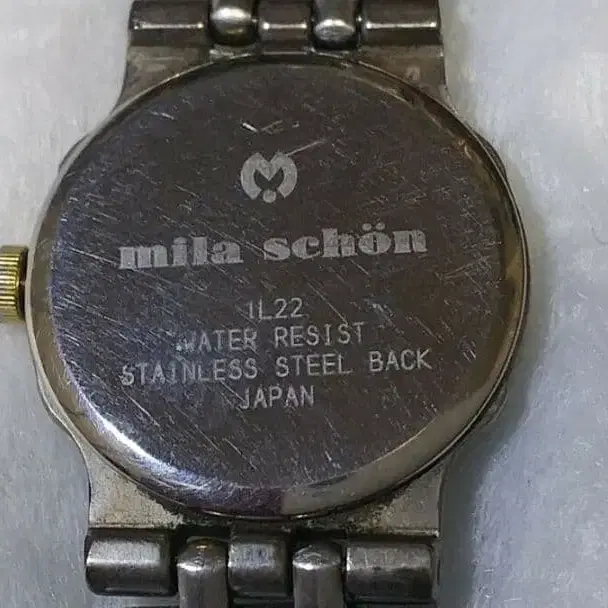 mila schön
1L22
WATER RESIST
STAINLESS STEEL BACK
JAPAN